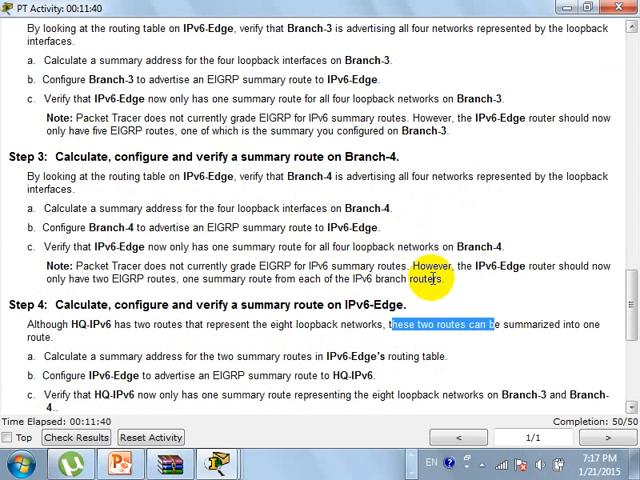 PT Activity: 00:11:40
By looking at the routing table on IPv6-Edge, verify that Branch-3 is advertising all four networks represented by the loopback
interfaces.
a. Calculate a summary address for the four loopback interfaces on Branch-3.
b. Configure Branch-3 to advertise an EIGRP summary route to IPv6-Edge.
c. Verify that IPv6-Edge now only has one summary route for all four loopback networks on Branch-3.
Note: Packet Tracer does not currently grade EIGRP for IPv6 summary routes. However, the IPv6-Edge router should now
only have five EIGRP routes, one of which is the summary you configured on Branch-3.
Step 3: Calculate, configure and verify a summary route on Branch-4.
By looking at the routing table on IPv6-Edge, verify that Branch-4 is advertising all four networks represented by the loopback
interfaces.
a. Calculate a summary address for the four loopback interfaces on Branch-4.
b. Configure Branch-4 to advertise an EIGRP summary route to IPv6-Edge.
c. Verify that IPv6-Edge now only has one summary route for all four loopback networks on Branch-4.
Note: Packet Tracer does not currently grade EIGRP for IPv6 summary routes. However, the IPv6-Edge router should now
only have two EIGRP routes, one summary route from each of the IPv6 branch routers.
Step 4: Calculate, configure and verify a summary route on IPv6-Edge.
Although HQ-IPv6 has two routes that represent the eight loopback networks, these two routes can be summarized into one
route.
a. Calculate a summary address for the two summary routes in IPv6-Edge's routing table.
b. Configure IPv6-Edge to advertise an EIGRP summary route to HQ-IPv6.
c. Verify that HQ-IPv6 now only has one summary route representing the eight loopback networks on Branch-3 and Branch-
4..
Time Elapsed: 00:11:40
Completion: 50/50
Top
Check Results
Reset Activity
<
1/1
>
EN
7:17 PM
1/21/2015